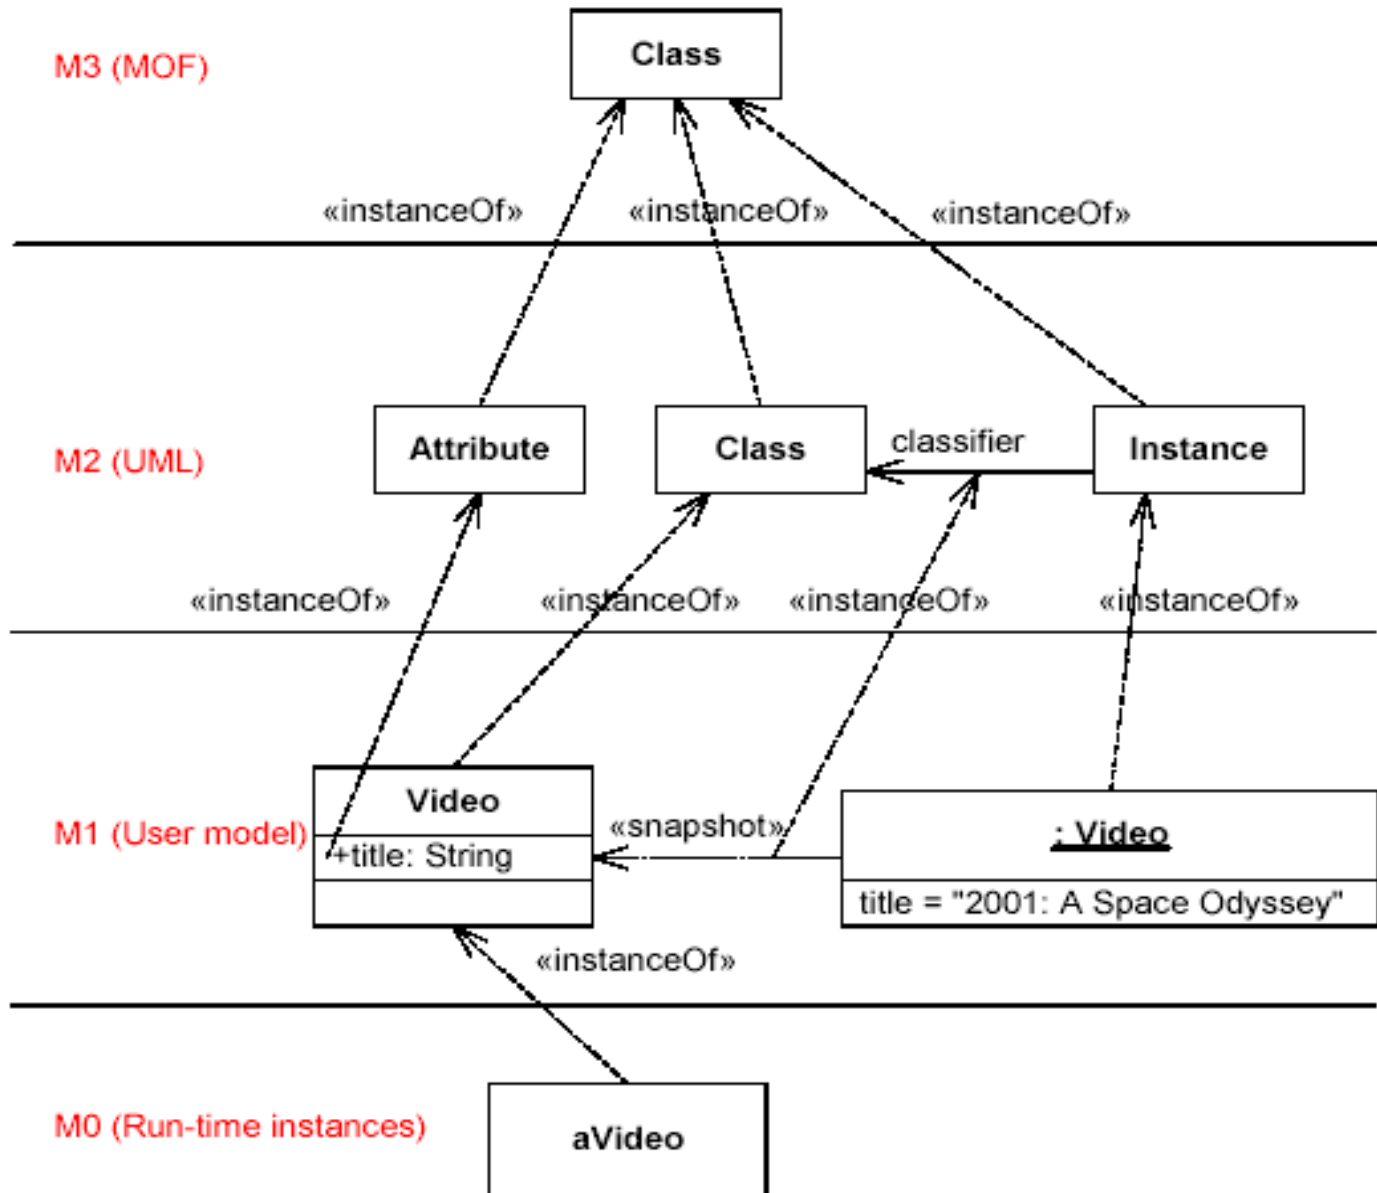 Class
M3 (MOF)
«instanceOf» «instanceOf» «instanceOf»
classifier
Attribute Class Instance
M2 (UML)
«instanceOf» «instanceOf» «instanceOf» «instanceOf»
Video
«snapshot» : Video
M1 (User model)
+title: String
title = "2001: A Space Odyssey"
«instanceOf»
M0 (Run-time instances)
aVideo